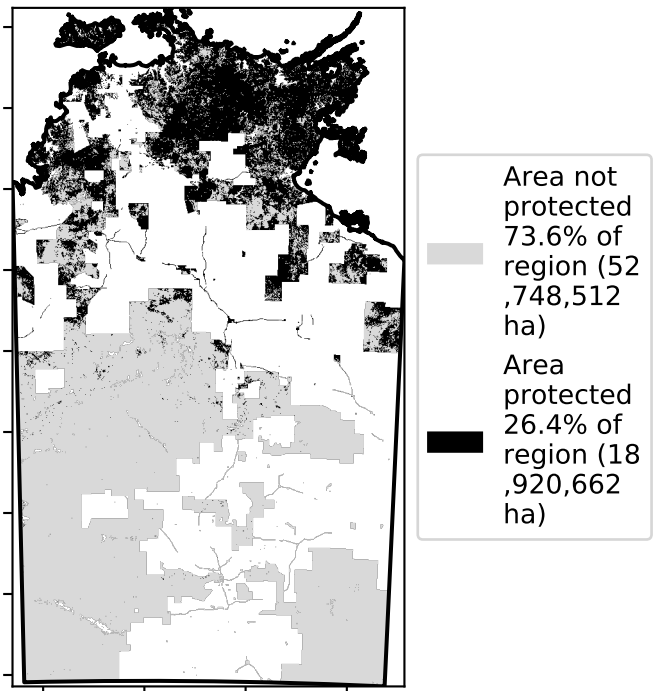 Area not
protected
73.6% of
region (52
,748,512
ha)
Area
protected
26.4% of
region (18
,920,662
ha)